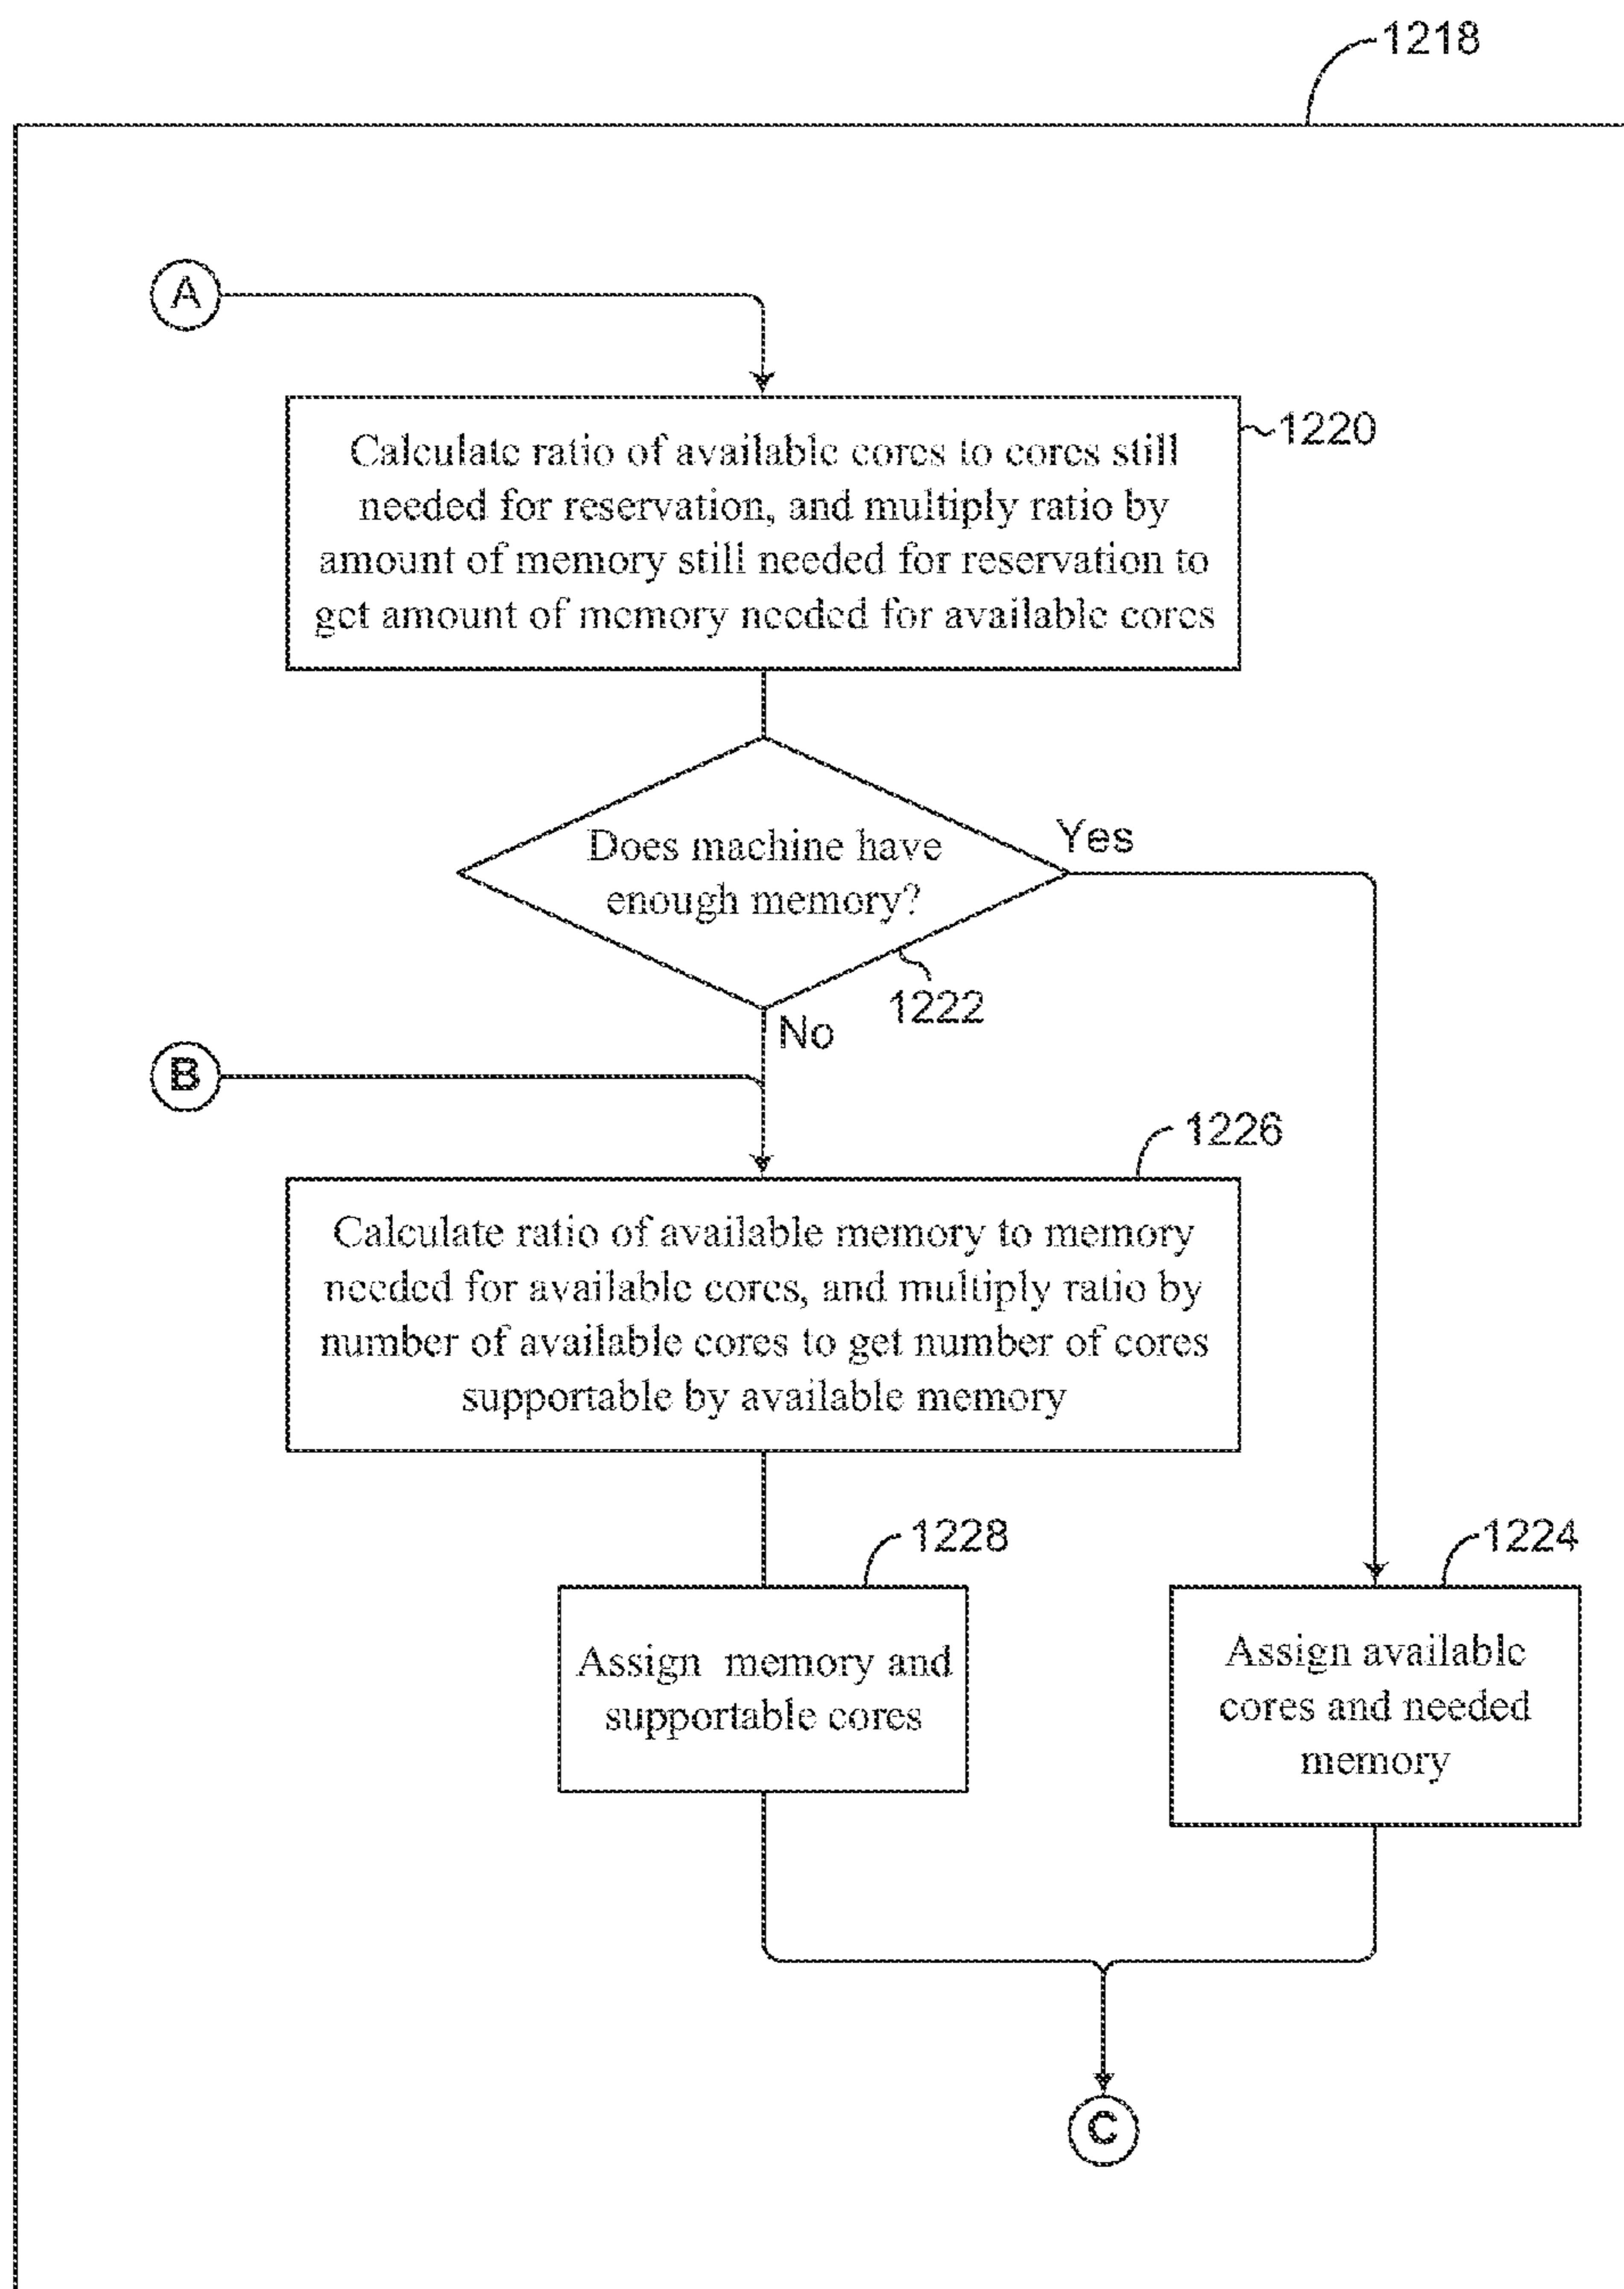 1218
A
Calculate ratio of available cores to cores still
needed for reservation, and multiply ratio by
amount of memory still needed for reservation to
get amount of memory needed for available cores
1220
Does machine have
enough memory?
Yes
1222
No
B
1226
Calculate ratio of available memory to memory
needed for available cores, and multiply ratio by
number of available cores to get number of cores
supportable by available memory
1228
Assign memory and
supportable cores
1224
Assign available
cores and needed
memory
C